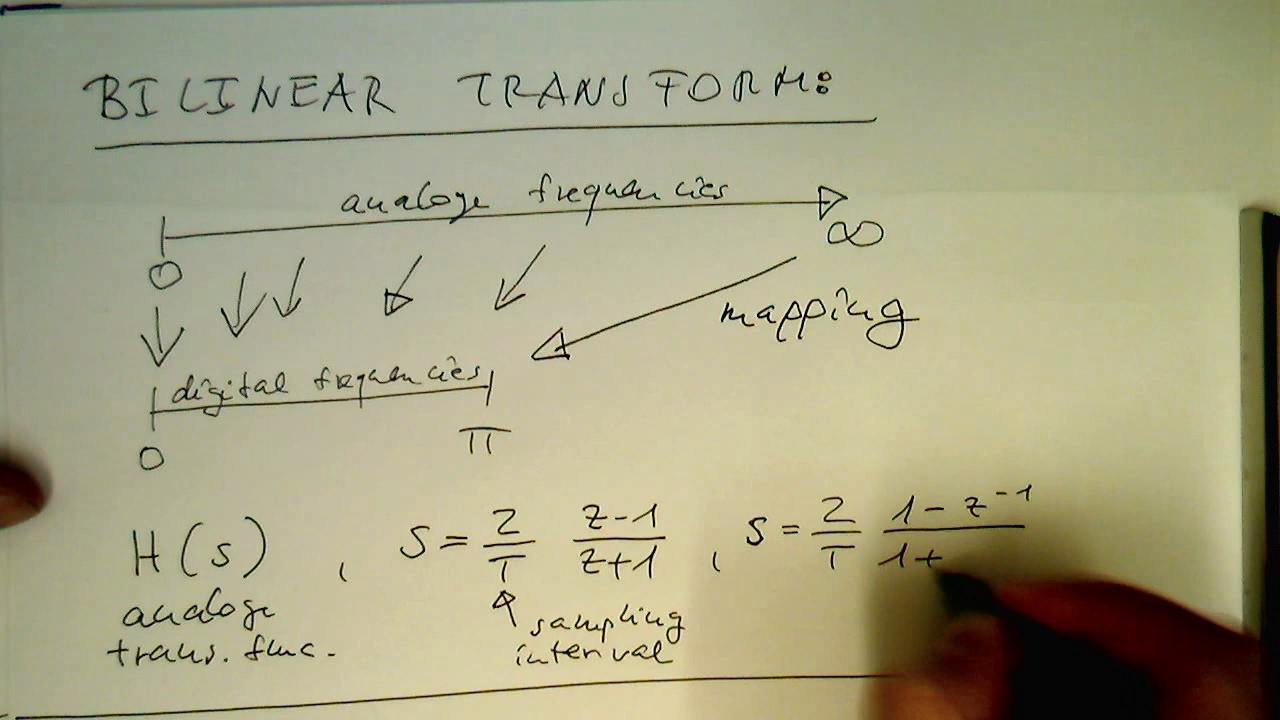 BILINEAR TRANSFORM:
analoge frequencies
0 ∞
mapping
digital frequencies
0 π
H(s) , s = 2/T (z-1)/(z+1) , s = 2/T (1-z^-1)/(1+
analoge
trans. func.
sampling
interval